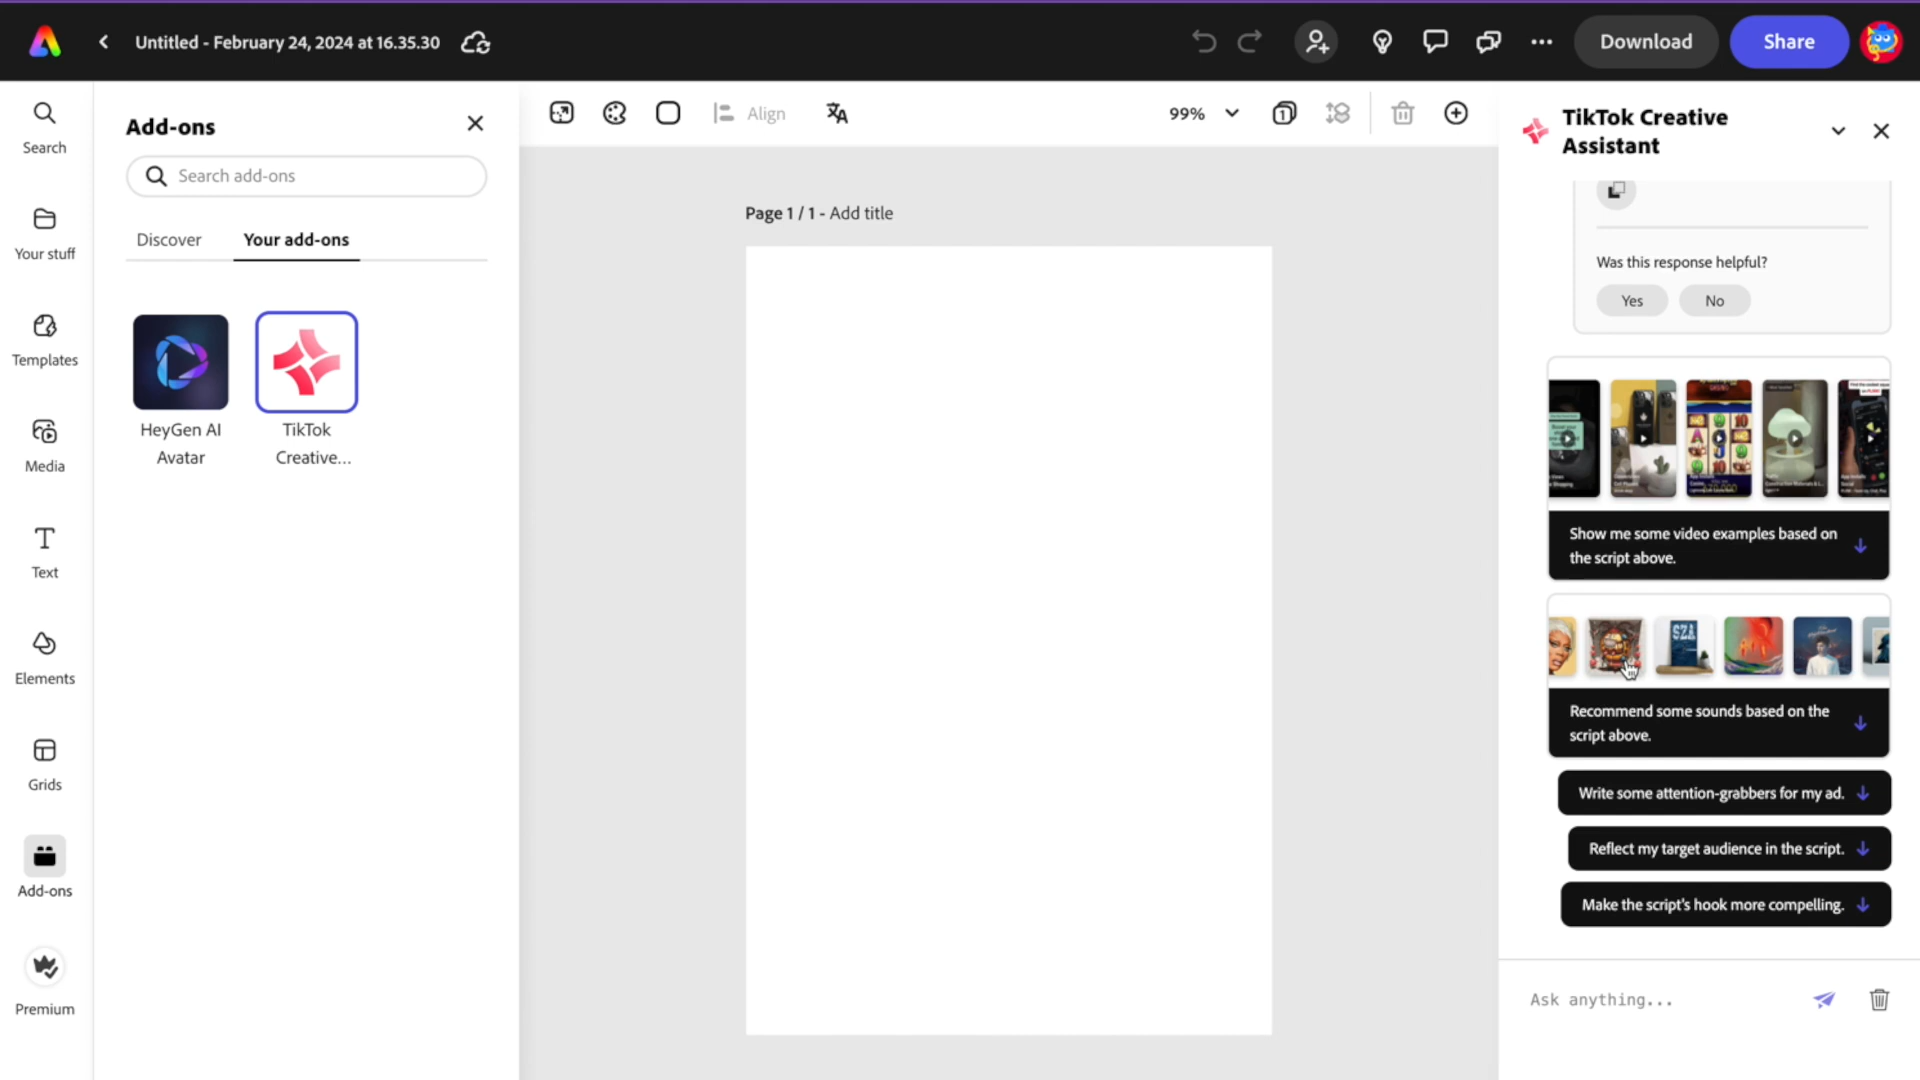 Untitled - February 24, 2024 at 16.35.30
Download
Share
Search
Your stuff
Templates
Media
Text
Elements
Grids
Add-ons
Premium
Add-ons
Search add-ons
Discover
Your add-ons
HeyGen AI
Avatar
TikTok
Creative...
Align
99%
1
Page 1 / 1 - Add title
TikTok Creative
Assistant
Was this response helpful?
Yes
No
Show me some video examples based on
the script above.
SZA
Recommend some sounds based on the
script above.
Write some attention-grabbers for my ad.
Reflect my target audience in the script.
Make the script's hook more compelling.
Ask anything...